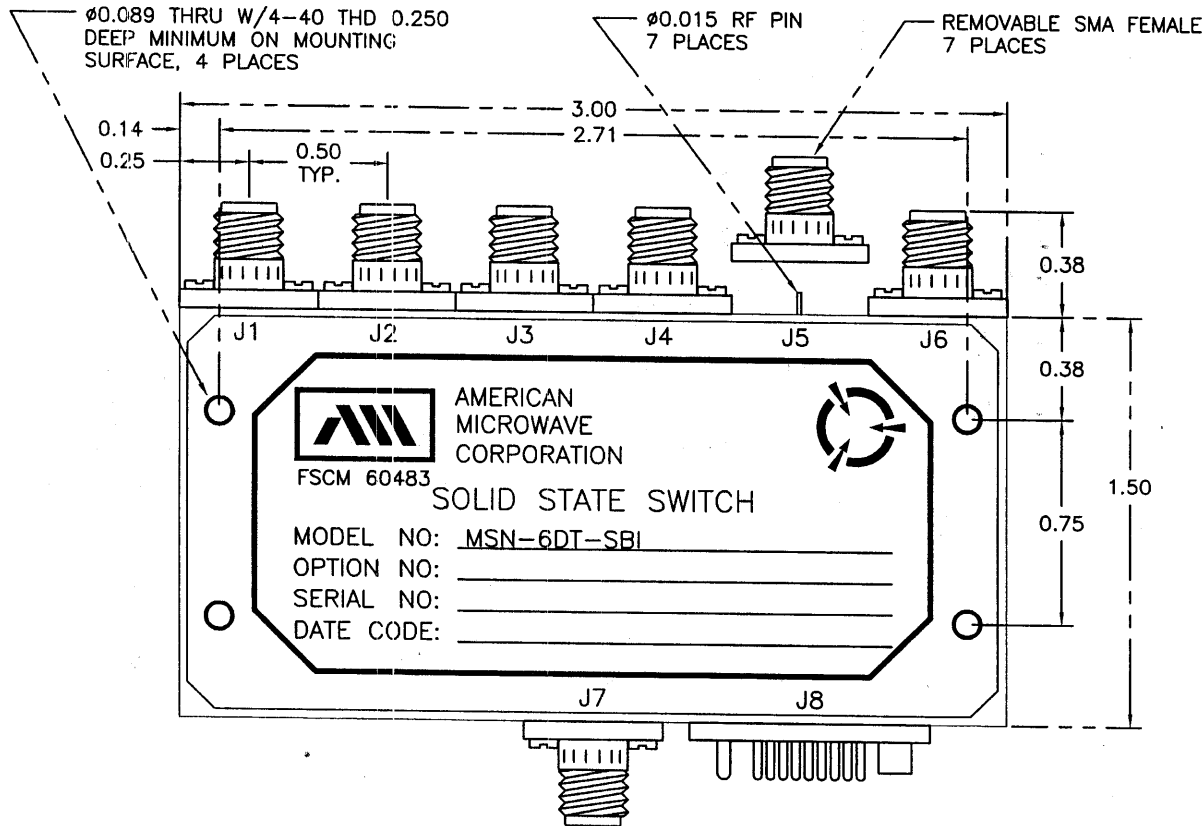 ø0.089 THRU W/4-40 THD 0.250
DEEP MINIMUM ON MOUNTING
SURFACE, 4 PLACES
ø0.015 RF PIN
7 PLACES
REMOVABLE SMA FEMALE
7 PLACES
3.00
2.71
0.14
0.25
0.50
TYP.
0.38
J1
J2
J3
J4
J5
J6
0.38
AMERICAN
MICROWAVE
CORPORATION
FSCM 60483
SOLID STATE SWITCH
1.50
0.75
MODEL NO: MSN-6DT-SBI
OPTION NO:
SERIAL NO:
DATE CODE:
J7
J8